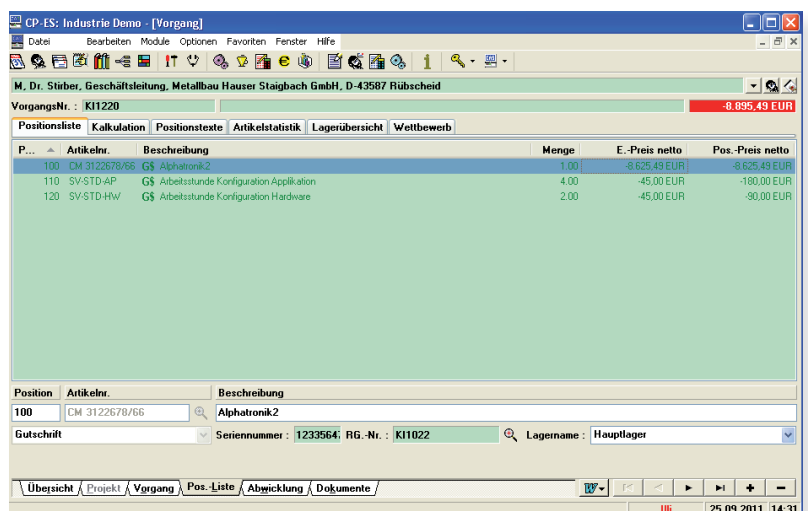 CP-ES: Industrie Demo - [Vorgang]
Datei Bearbeiten Module Optionen Favoriten Fenster Hilfe
M, Dr. Stirber, Geschäftsleitung, Metallbau Hauser Staigbach GmbH, D-43587 Rübscheid
VorgangsNr. : KI1220 -8.895,49 EUR
Positionsliste Kalkulation Positionstexte Artikelstatistik Lagerübersicht Wettbewerb
P... Artikelnr. Beschreibung Menge E.-Preis netto Pos.-Preis netto
100 CM 3122678/66 G$ Alphatronik2 1.00 -8.625,49 EUR -8.625,49 EUR
110 SV-STD-AP G$ Arbeitsstunde Konfiguration Applikation 4.00 -45,00 EUR -180,00 EUR
120 SV-STD-HW G$ Arbeitsstunde Konfiguration Hardware 2.00 -45,00 EUR -90,00 EUR
Position Artikelnr. Beschreibung
100 CM 3122678/66 Alphatronik2
Gutschrift Seriennummer : 12335647 RG.-Nr. : KI1022 Lagername : Hauptlager
Übersicht Projekt Vorgang Pos.-Liste Abwicklung Dokumente
Uli 25.09.2011 14:31